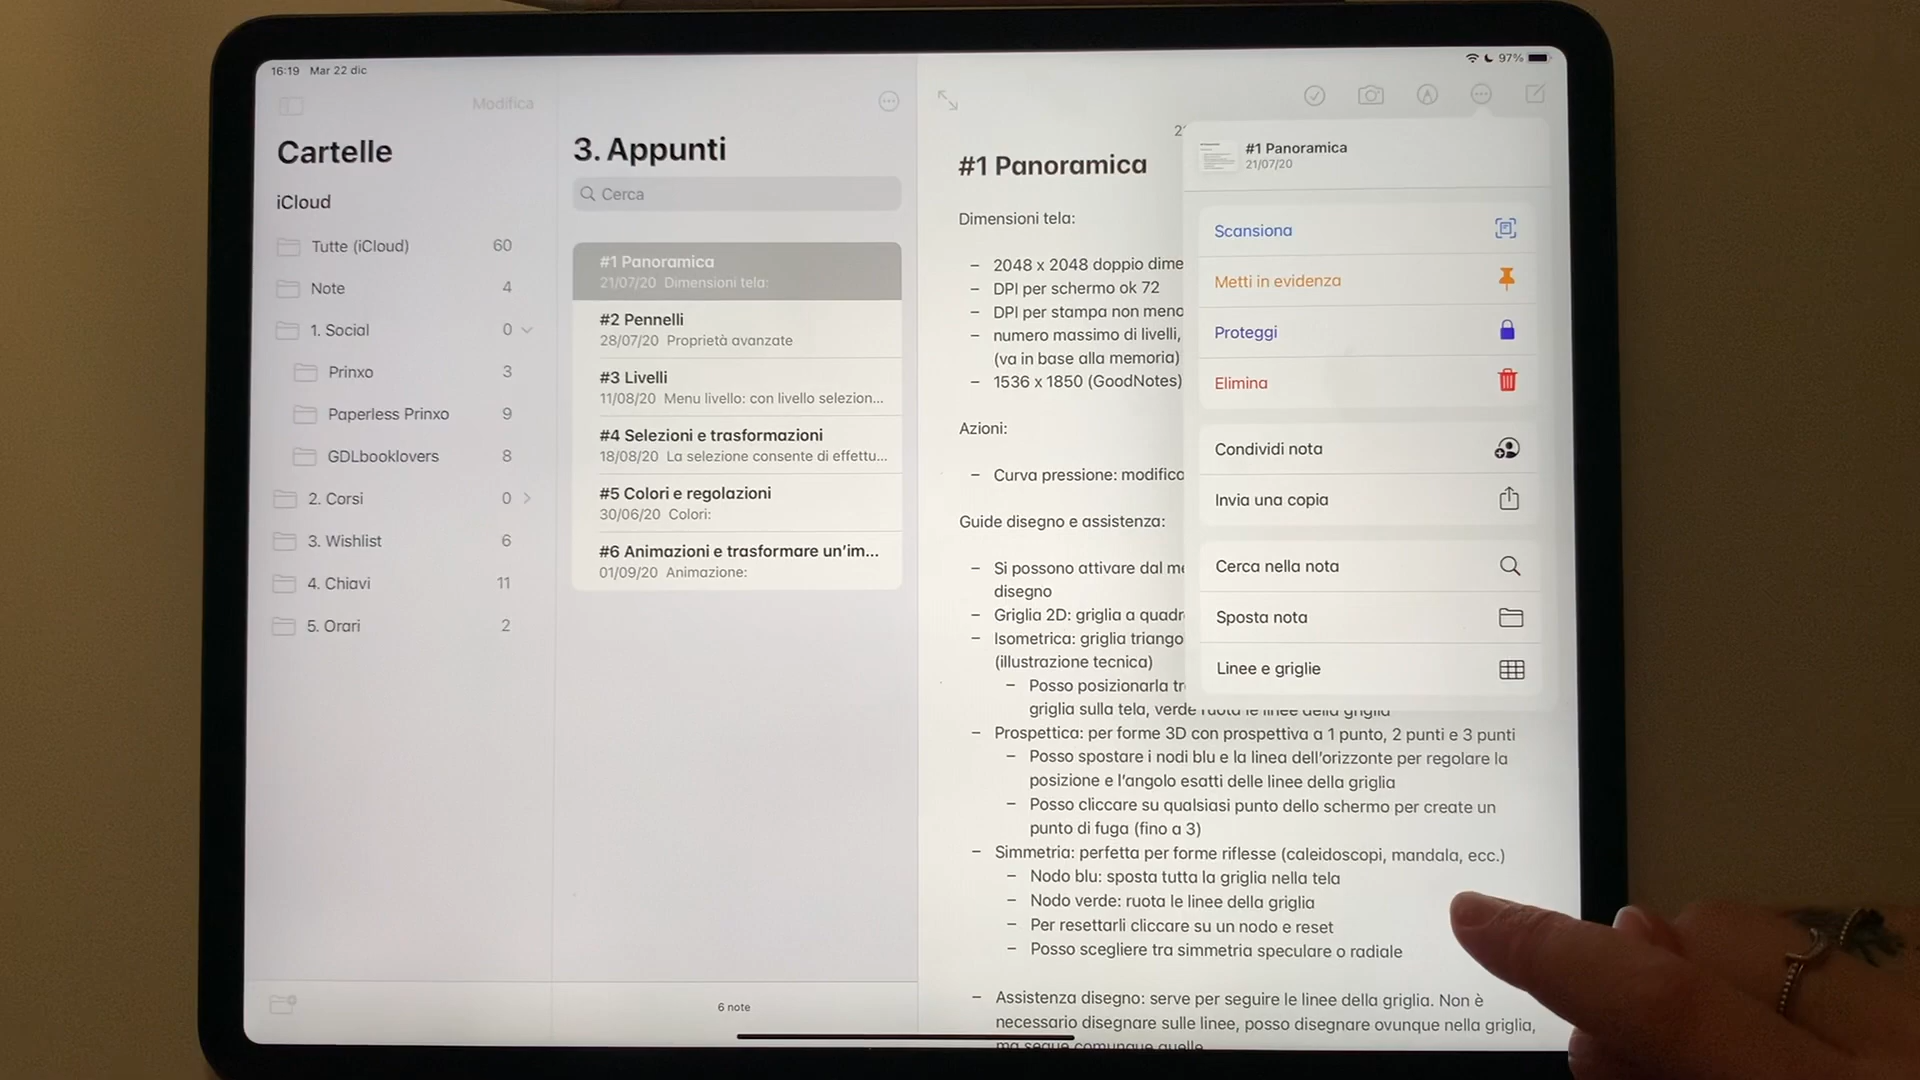 16:19 Mar 22 dic
97%
Modifica
Cartelle
iCloud
Tutte (iCloud) 60
Note 4
1. Social 0
Prinxo 3
Paperless Prinxo 9
GDLbooklovers 8
2. Corsi 0
3. Wishlist 6
4. Chiavi 11
5. Orari 2
3. Appunti
Cerca
#1 Panoramica
21/07/20 Dimensioni tela:
#2 Pennelli
28/07/20 Proprietà avanzate
#3 Livelli
11/08/20 Menu livello: con livello selezion...
#4 Selezioni e trasformazioni
18/08/20 La selezione consente di effettu...
#5 Colori e regolazioni
30/06/20 Colori:
#6 Animazioni e trasformare un'im...
01/09/20 Animazione:
6 note
#1 Panoramica
Dimensioni tela:
– 2048 x 2048 doppio dime
– DPI per schermo ok 72
– DPI per stampa non meno
– numero massimo di livelli,
(va in base alla memoria)
– 1536 x 1850 (GoodNotes)
Azioni:
– Curva pressione: modifica
Guide disegno e assistenza:
– Si possono attivare dal me
disegno
– Griglia 2D: griglia a quadr
– Isometrica: griglia triango
(illustrazione tecnica)
– Posso posizionarla tr
griglia sulla tela, verde ruota le linee della griglia
– Prospettica: per forme 3D con prospettiva a 1 punto, 2 punti e 3 punti
– Posso spostare i nodi blu e la linea dell'orizzonte per regolare la
posizione e l'angolo esatti delle linee della griglia
– Posso cliccare su qualsiasi punto dello schermo per create un
punto di fuga (fino a 3)
– Simmetria: perfetta per forme riflesse (caleidoscopi, mandala, ecc.)
– Nodo blu: sposta tutta la griglia nella tela
– Nodo verde: ruota le linee della griglia
– Per resettarli cliccare su un nodo e reset
– Posso scegliere tra simmetria speculare o radiale
– Assistenza disegno: serve per seguire le linee della griglia. Non è
necessario disegnare sulle linee, posso disegnare ovunque nella griglia,
ma segue comunque quelle
#1 Panoramica
21/07/20
Scansiona
Metti in evidenza
Proteggi
Elimina
Condividi nota
Invia una copia
Cerca nella nota
Sposta nota
Linee e griglie